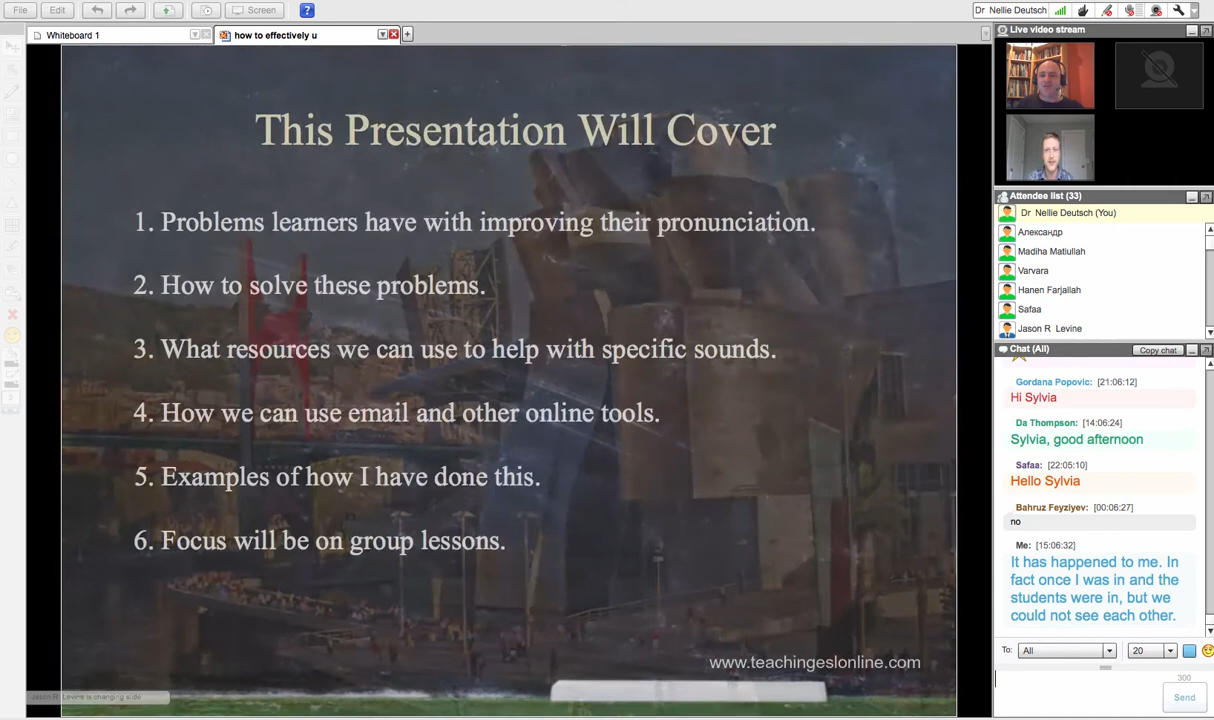 File
Edit
Screen
?
Dr Nellie Deutsch
Whiteboard 1
how to effectively u
This Presentation Will Cover
1. Problems learners have with improving their pronunciation.
2. How to solve these problems.
3. What resources we can use to help with specific sounds.
4. How we can use email and other online tools.
5. Examples of how I have done this.
6. Focus will be on group lessons.
www.teachingeslonline.com
Jason R Levine is changing slide
Live video stream
Attendee list (33)
Dr Nellie Deutsch (You)
Александр
Madiha Matiullah
Varvara
Hanen Farjallah
Safaa
Jason R Levine
Chat (All)
Copy chat
Gordana Popovic: [21:06:12]
Hi Sylvia
Da Thompson: [14:06:24]
Sylvia, good afternoon
Safaa: [22:05:10]
Hello Sylvia
Bahruz Feyziyev: [00:06:27]
no
Me: [15:06:32]
It has happened to me. In
fact once I was in and the
students were in, but we
could not see each other.
To: All 20
300
Send